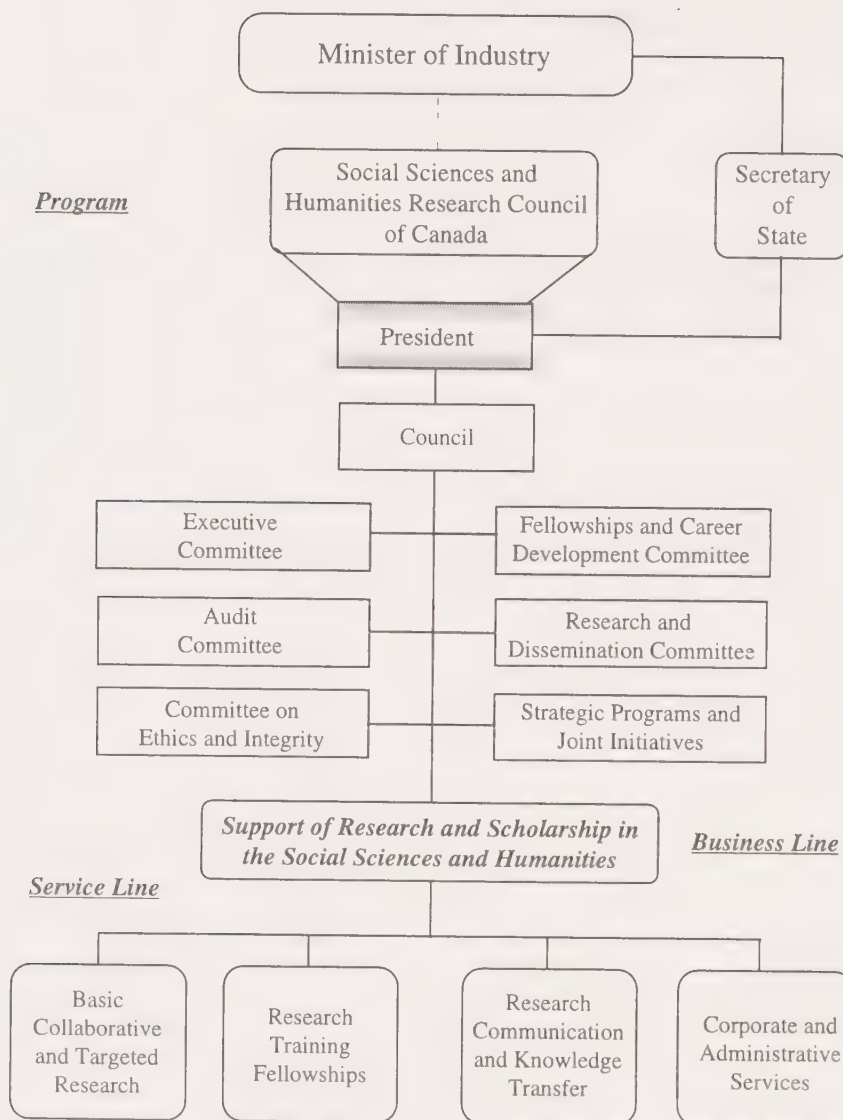 Minister of Industry
Program
Social Sciences and
Humanities Research Council
of Canada
Secretary
of
State
President
Council
Executive
Committee
Fellowships and Career
Development Committee
Audit
Committee
Research and
Dissemination Committee
Committee on
Ethics and Integrity
Strategic Programs and
Joint Initiatives
Support of Research and Scholarship in
the Social Sciences and Humanities
Business Line
Service Line
Basic
Collaborative
and Targeted
Research
Research
Training
Fellowships
Research
Communication
and Knowledge
Transfer
Corporate and
Administrative
Services